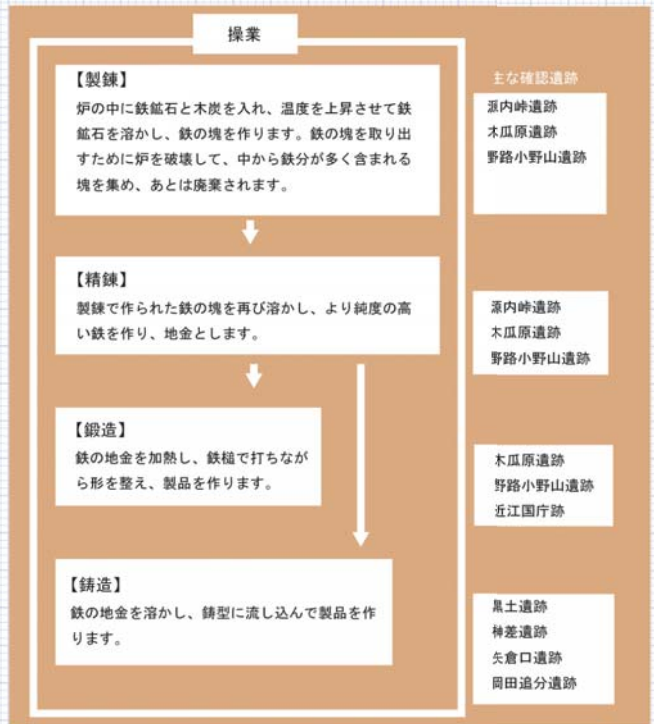 操業
【製錬】
炉の中に鉄鉱石と木炭を入れ、温度を上昇させて鉄
鉱石を溶かし、鉄の塊を作ります。鉄の塊を取り出
すために炉を破壊して、中から鉄分が多く含まれる
塊を集め、あとは廃棄されます。
主な確認遺跡
源内峠遺跡
木瓜原遺跡
野路小野山遺跡
【精錬】
製錬で作られた鉄の塊を再び溶かし、より純度の高
い鉄を作り、地金とします。
源内峠遺跡
木瓜原遺跡
野路小野山遺跡
【鍛造】
鉄の地金を加熱し、鉄槌で打ちなが
ら形を整え、製品を作ります。
木瓜原遺跡
野路小野山遺跡
近江国庁跡
【鋳造】
鉄の地金を溶かし、鋳型に流し込んで製品を作
ります。
黒土遺跡
榊差遺跡
矢倉口遺跡
岡田追分遺跡